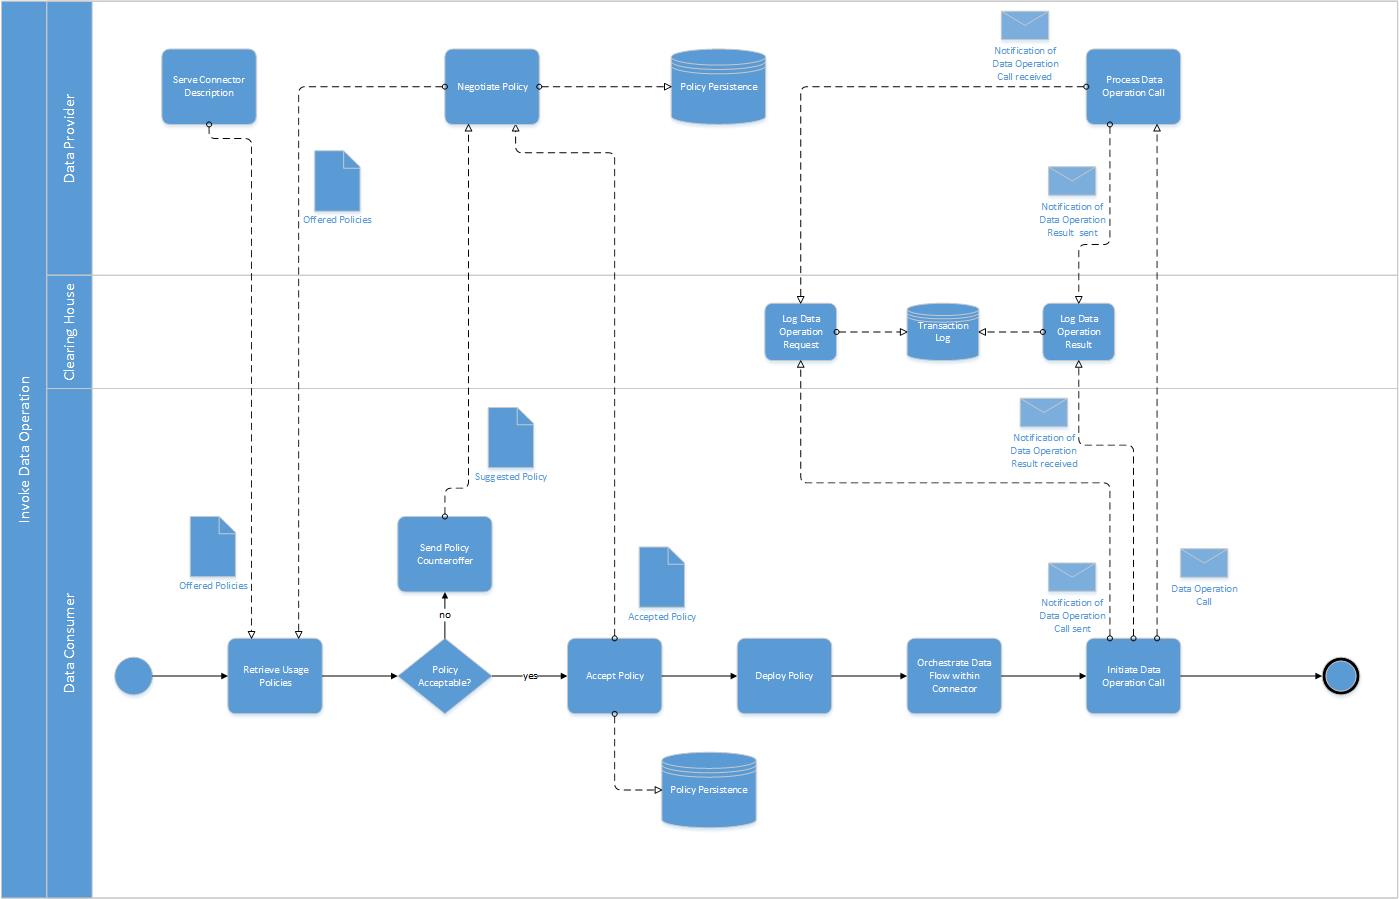 Invoke Data Operation
Data Provider
Serve Connector
Description
Negotiate Policy
Policy Persistence
Notification of
Data Operation
Call received
Process Data
Operation Call
Offered Policies
Notification of
Data Operation
Result sent
Clearing House
Log Data
Operation
Request
Transaction
Log
Log Data
Operation
Result
Data Consumer
Notification of
Data Operation
Result received
Suggested Policy
Send Policy
Counteroffer
Offered Policies
Accepted Policy
Notification of
Data Operation
Call sent
Data Operation
Call
no
Retrieve Usage
Policies
Policy
Acceptable?
yes
Accept Policy
Deploy Policy
Orchestrate Data
Flow within
Connector
Initiate Data
Operation Call
Policy Persistence